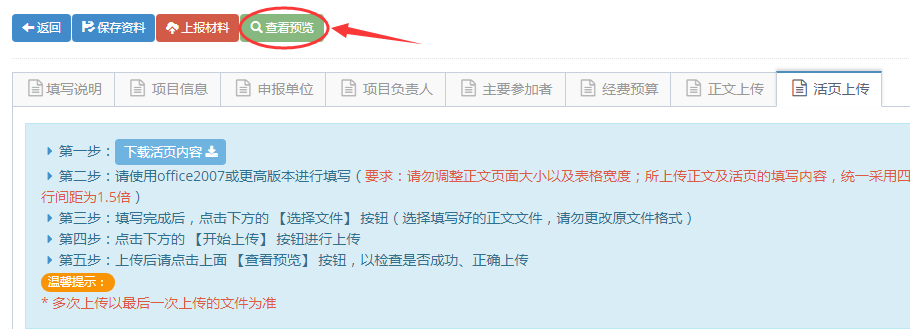 返回 保存资料 上报材料 查看预览
填写说明 项目信息 申报单位 项目负责人 主要参加者 经费预算 正文上传 活页上传
第一步：下载活页内容
第二步：请使用office2007或更高版本进行填写（要求：请勿调整正文页面大小以及表格宽度；所上传正文及活页的填写内容，统一采用四
行间距为1.5倍）
第三步：填写完成后，点击下方的 【选择文件】 按钮（选择填写好的正文文件，请勿更改原文件格式）
第四步：点击下方的 【开始上传】 按钮进行上传
第五步：上传后请点击上面 【查看预览】 按钮，以检查是否成功、正确上传
温馨提示：
* 多次上传以最后一次上传的文件为准